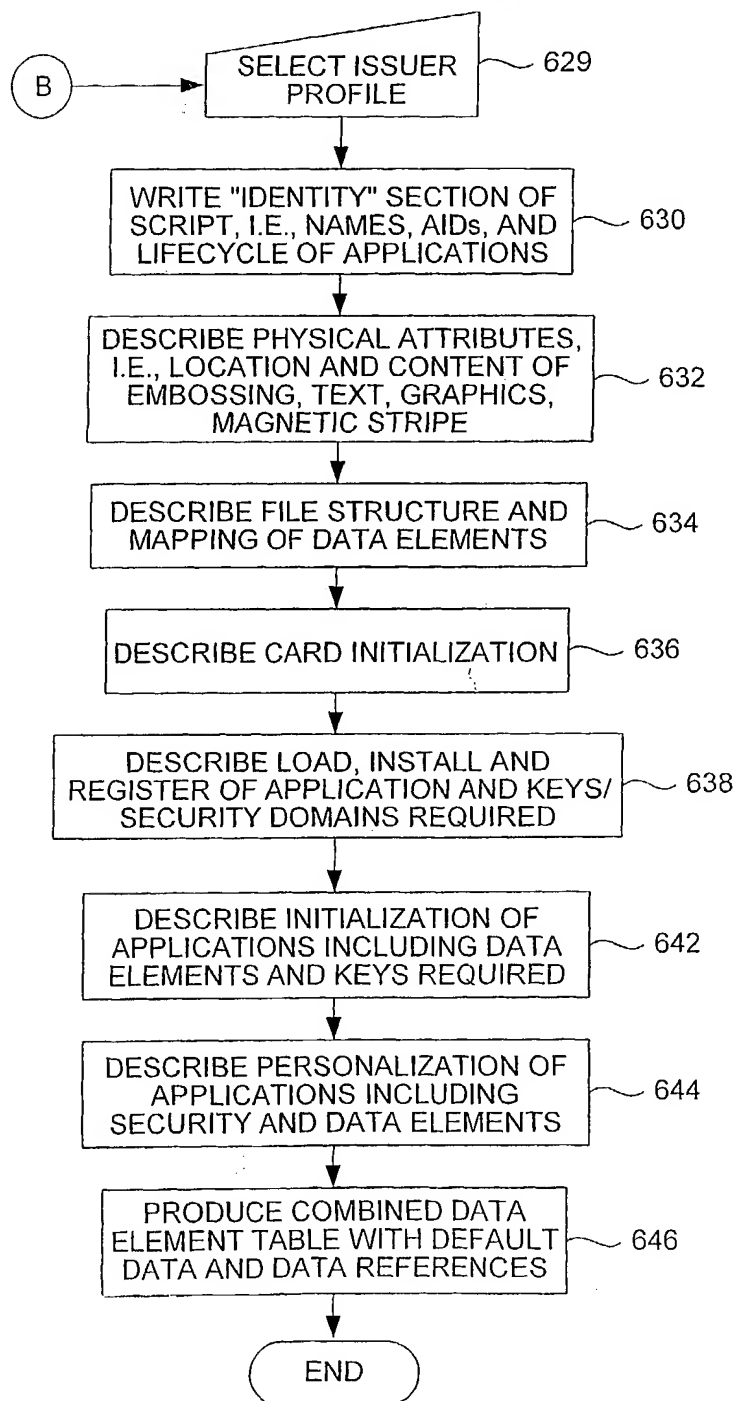 B
SELECT ISSUER
PROFILE
629
WRITE "IDENTITY" SECTION OF
SCRIPT, I.E., NAMES, AIDs, AND
LIFECYCLE OF APPLICATIONS
630
DESCRIBE PHYSICAL ATTRIBUTES,
I.E., LOCATION AND CONTENT OF
EMBOSSING, TEXT, GRAPHICS,
MAGNETIC STRIPE
632
DESCRIBE FILE STRUCTURE AND
MAPPING OF DATA ELEMENTS
634
DESCRIBE CARD INITIALIZATION
636
DESCRIBE LOAD, INSTALL AND
REGISTER OF APPLICATION AND KEYS/
SECURITY DOMAINS REQUIRED
638
DESCRIBE INITIALIZATION OF
APPLICATIONS INCLUDING DATA
ELEMENTS AND KEYS REQUIRED
642
DESCRIBE PERSONALIZATION OF
APPLICATIONS INCLUDING
SECURITY AND DATA ELEMENTS
644
PRODUCE COMBINED DATA
ELEMENT TABLE WITH DEFAULT
DATA AND DATA REFERENCES
646
END